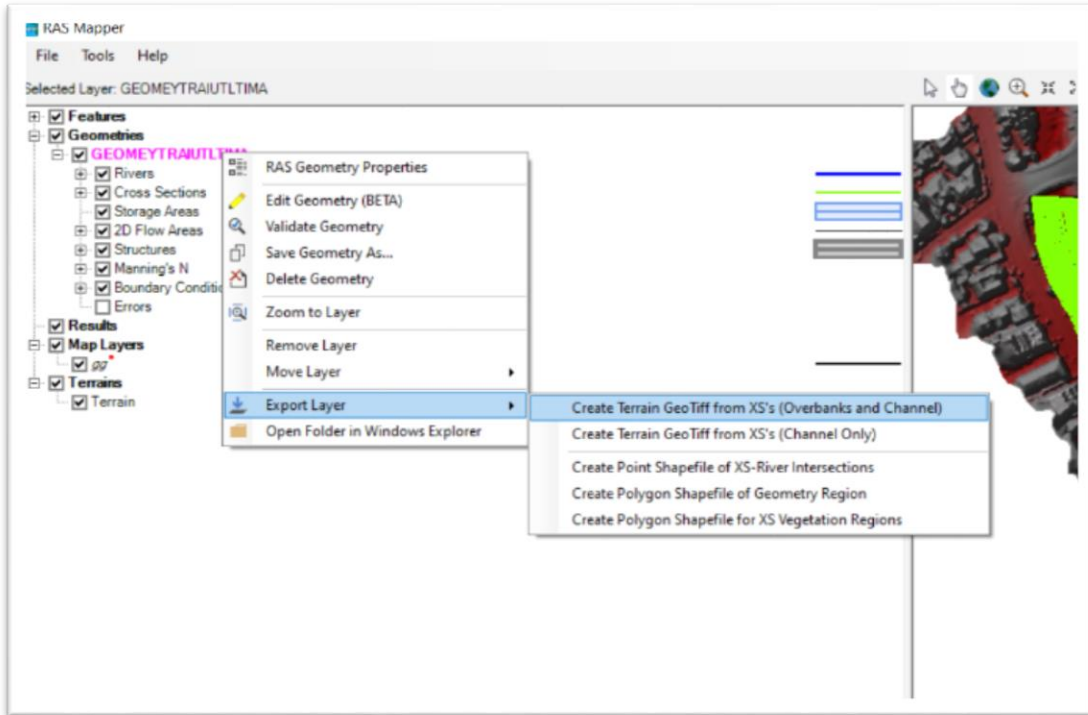 RAS Mapper
File Tools Help
Selected Layer: GEOMEYTRAIUTLTIMA
Features
Geometries
GEOMEYTRAIUTLTIMA
Rivers
Cross Sections
Storage Areas
2D Flow Areas
Structures
Manning's N
Boundary Conditio
Errors
Results
Map Layers
gg
Terrains
Terrain
RAS Geometry Properties
Edit Geometry (BETA)
Validate Geometry
Save Geometry As...
Delete Geometry
Zoom to Layer
Remove Layer
Move Layer
Export Layer
Open Folder in Windows Explorer
Create Terrain GeoTiff from XS's (Overbanks and Channel)
Create Terrain GeoTiff from XS's (Channel Only)
Create Point Shapefile of XS-River Intersections
Create Polygon Shapefile of Geometry Region
Create Polygon Shapefile for XS Vegetation Regions